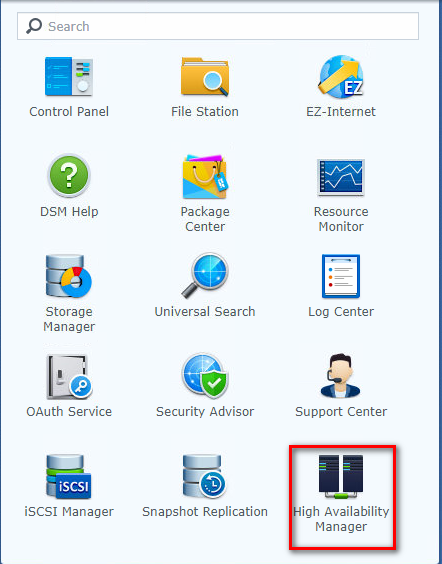 Search
Control Panel
File Station
EZ
EZ-Internet
DSM Help
Package
Center
Resource
Monitor
Storage
Manager
Universal Search
Log Center
OAuth Service
Security Advisor
Support Center
iSCSI
iSCSI Manager
Snapshot Replication
High Availability
Manager